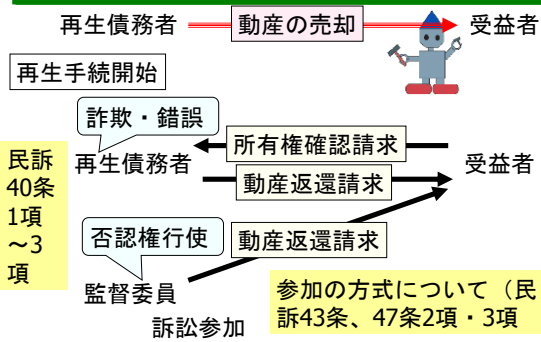 再生債務者
動産の売却
受益者
再生手続開始
詐欺・錯誤
民訴
40条
1項
～3
項
再生債務者
所有権確認請求
動産返還請求
受益者
否認権行使
動産返還請求
監督委員
訴訟参加
参加の方式について（民
訴43条、47条2項・3項